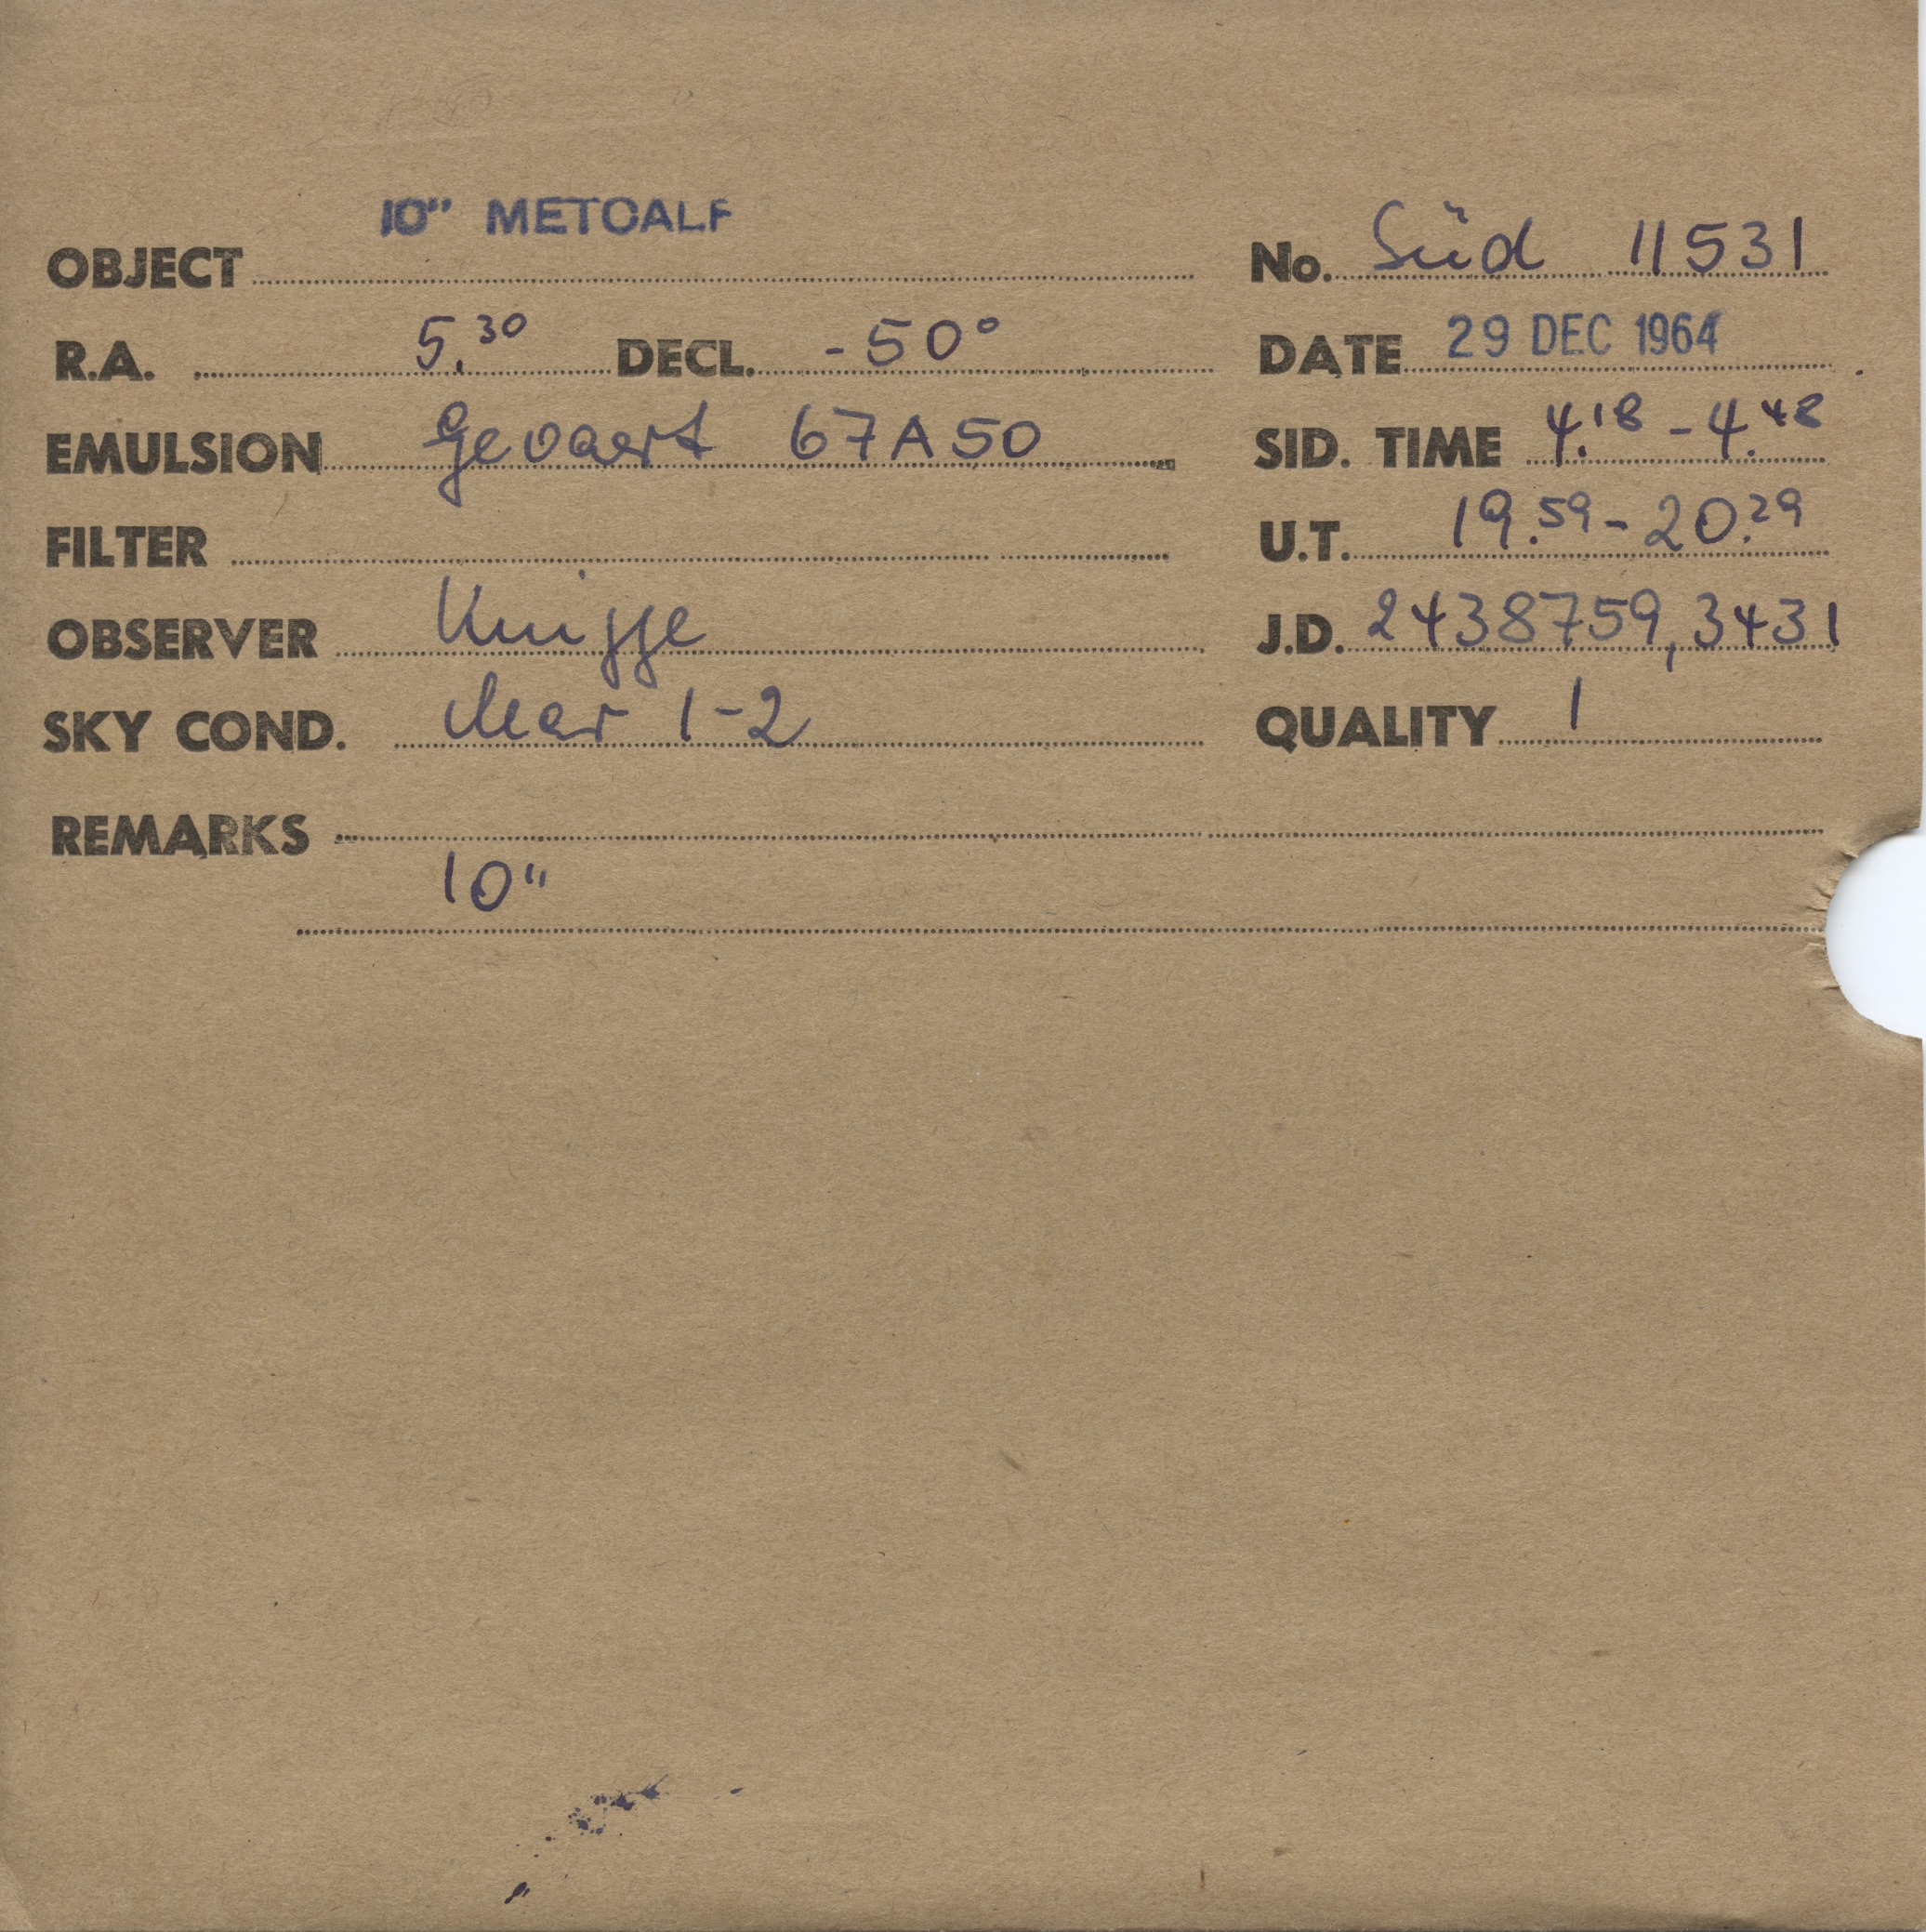 10" METCALF
OBJECT No. Süd 11531
R.A. 5.30 DECL. -50° DATE 29 DEC 1964
EMULSION Gevaert 67A50 SID. TIME 4.18 - 4.48
FILTER U.T. 19.59 - 20.29
OBSERVER Knigge J.D. 2438759,3431
SKY COND. clear 1-2 QUALITY 1
REMARKS
10"